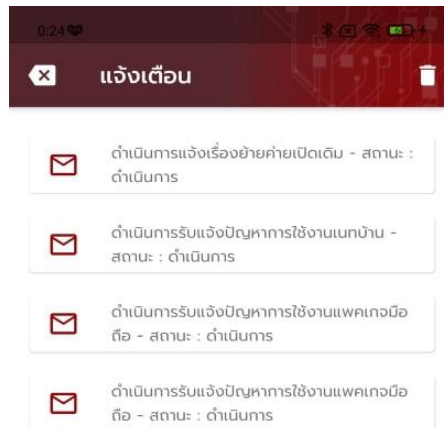 0:24
แจ้งเตือน
ดำเนินการแจ้งเรื่องย้ายค่ายเปิดเดิม - สถานะ :
ดำเนินการ
ดำเนินการรับแจ้งปัญหาการใช้งานเนทบ้าน -
สถานะ : ดำเนินการ
ดำเนินการรับแจ้งปัญหาการใช้งานแพคเกจมือ
ถือ - สถานะ : ดำเนินการ
ดำเนินการรับแจ้งปัญหาการใช้งานแพคเกจมือ
ถือ - สถานะ : ดำเนินการ